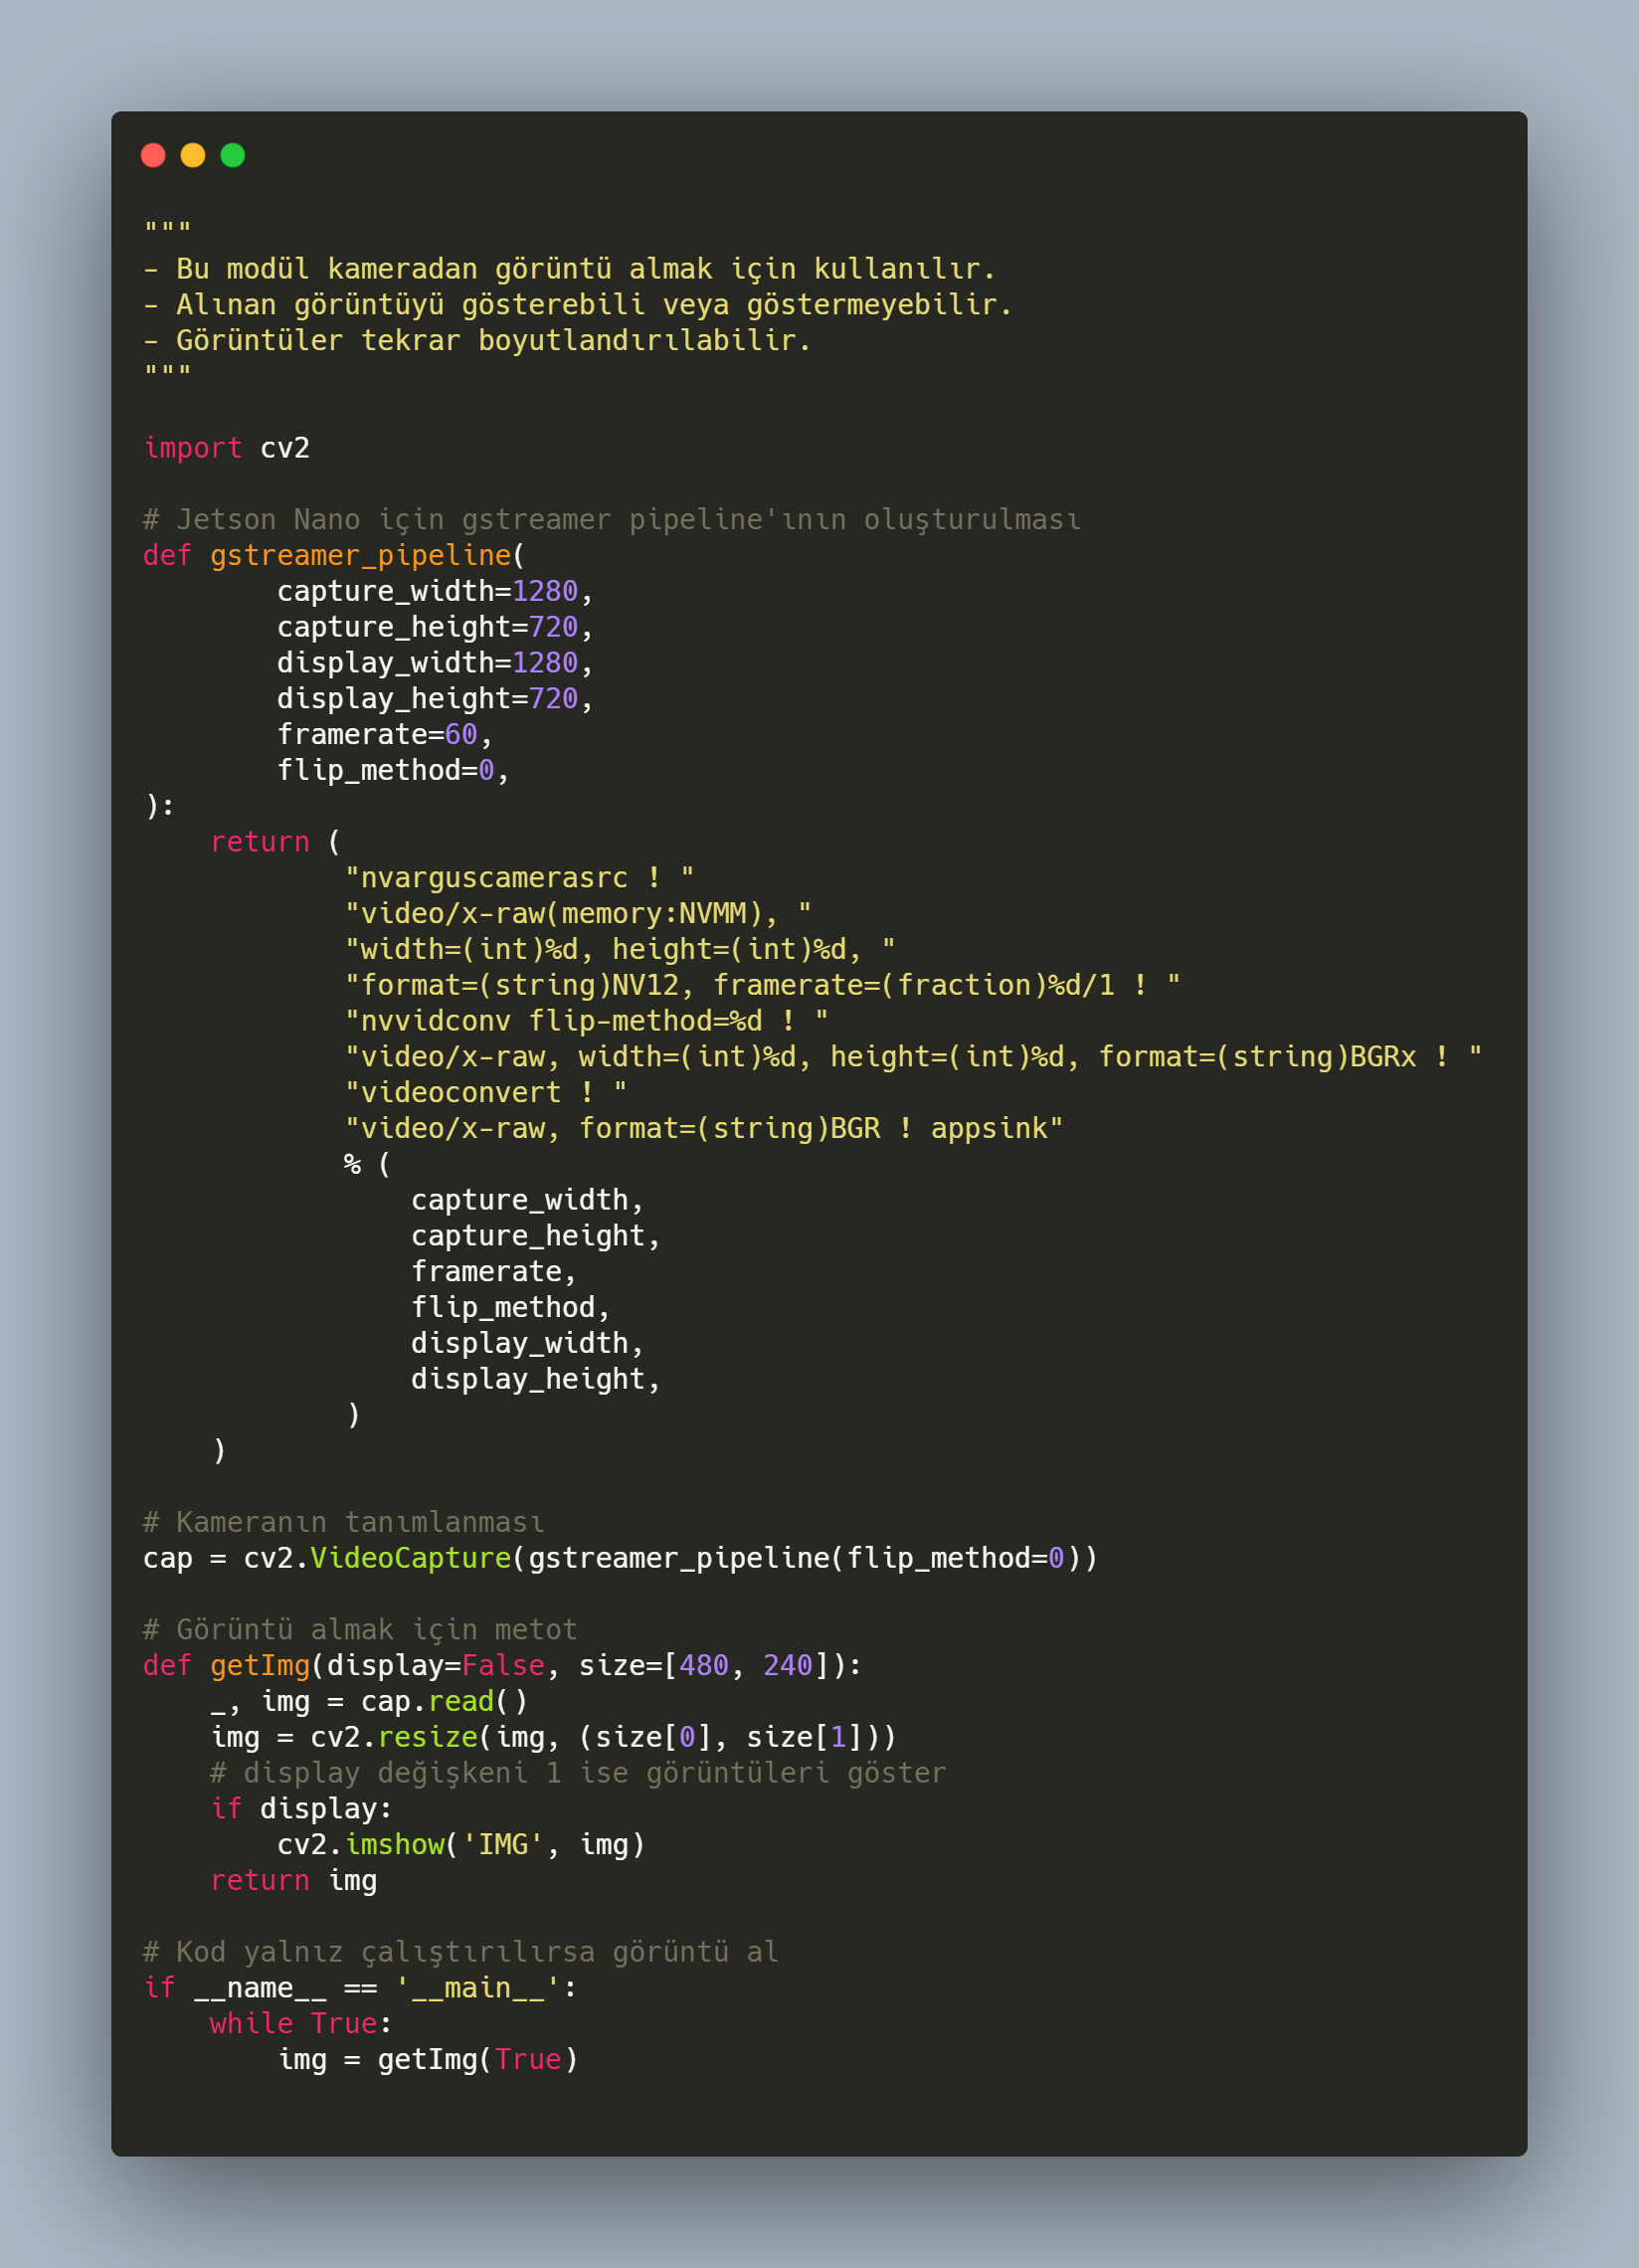 """
- Bu modül kameradan görüntü almak için kullanılır.
- Alınan görüntüyü gösterebili veya göstermeyebilir.
- Görüntüler tekrar boyutlandırılabilir.
"""

import cv2

# Jetson Nano için gstreamer pipeline'ının oluşturulması
def gstreamer_pipeline(
        capture_width=1280,
        capture_height=720,
        display_width=1280,
        display_height=720,
        framerate=60,
        flip_method=0,
):
    return (
            "nvarguscamerasrc ! "
            "video/x-raw(memory:NVMM), "
            "width=(int)%d, height=(int)%d, "
            "format=(string)NV12, framerate=(fraction)%d/1 ! "
            "nvvidconv flip-method=%d ! "
            "video/x-raw, width=(int)%d, height=(int)%d, format=(string)BGRx ! "
            "videoconvert ! "
            "video/x-raw, format=(string)BGR ! appsink"
            % (
                capture_width,
                capture_height,
                framerate,
                flip_method,
                display_width,
                display_height,
            )
    )

# Kameranın tanımlanması
cap = cv2.VideoCapture(gstreamer_pipeline(flip_method=0))

# Görüntü almak için metot
def getImg(display=False, size=[480, 240]):
    _, img = cap.read()
    img = cv2.resize(img, (size[0], size[1]))
    # display değişkeni 1 ise görüntüleri göster
    if display:
        cv2.imshow('IMG', img)
    return img

# Kod yalnız çalıştırılırsa görüntü al
if __name__ == '__main__':
    while True:
        img = getImg(True)